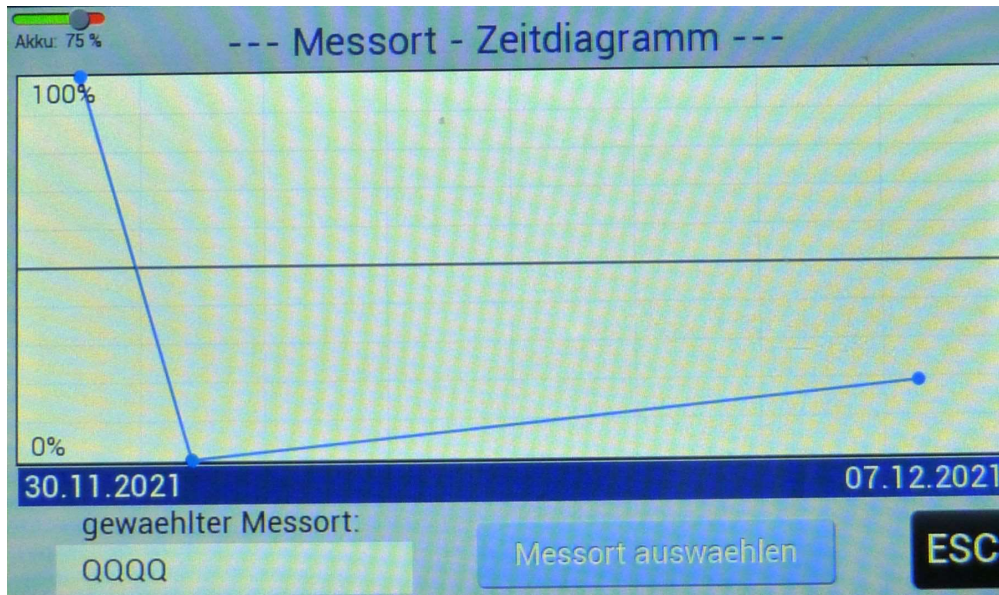 Akku: 75 %
--- Messort - Zeitdiagramm ---
100%
0%
30.11.2021
07.12.2021
gewaehlter Messort:
QQQQ
Messort auswaehlen
ESC